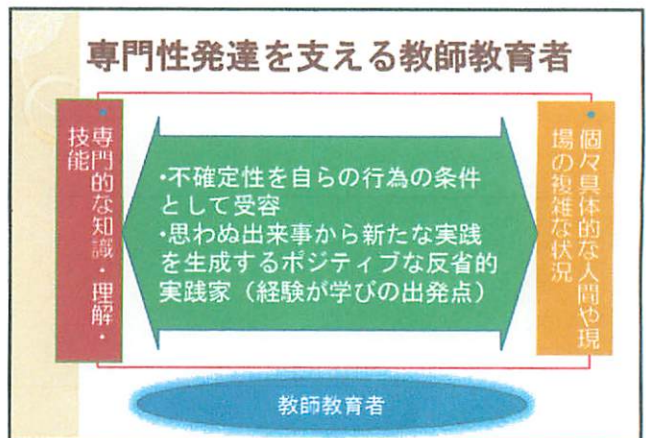 専門性発達を支える教師教育者
•専門的な知識・理解・
技能
•不確定性を自らの行為の条件
として受容
•思わぬ出来事から新たな実践
を生成するポジティブな反省的
実践家（経験が学びの出発点）
•個々具体的な人間や現
場の複雑な状況
教師教育者